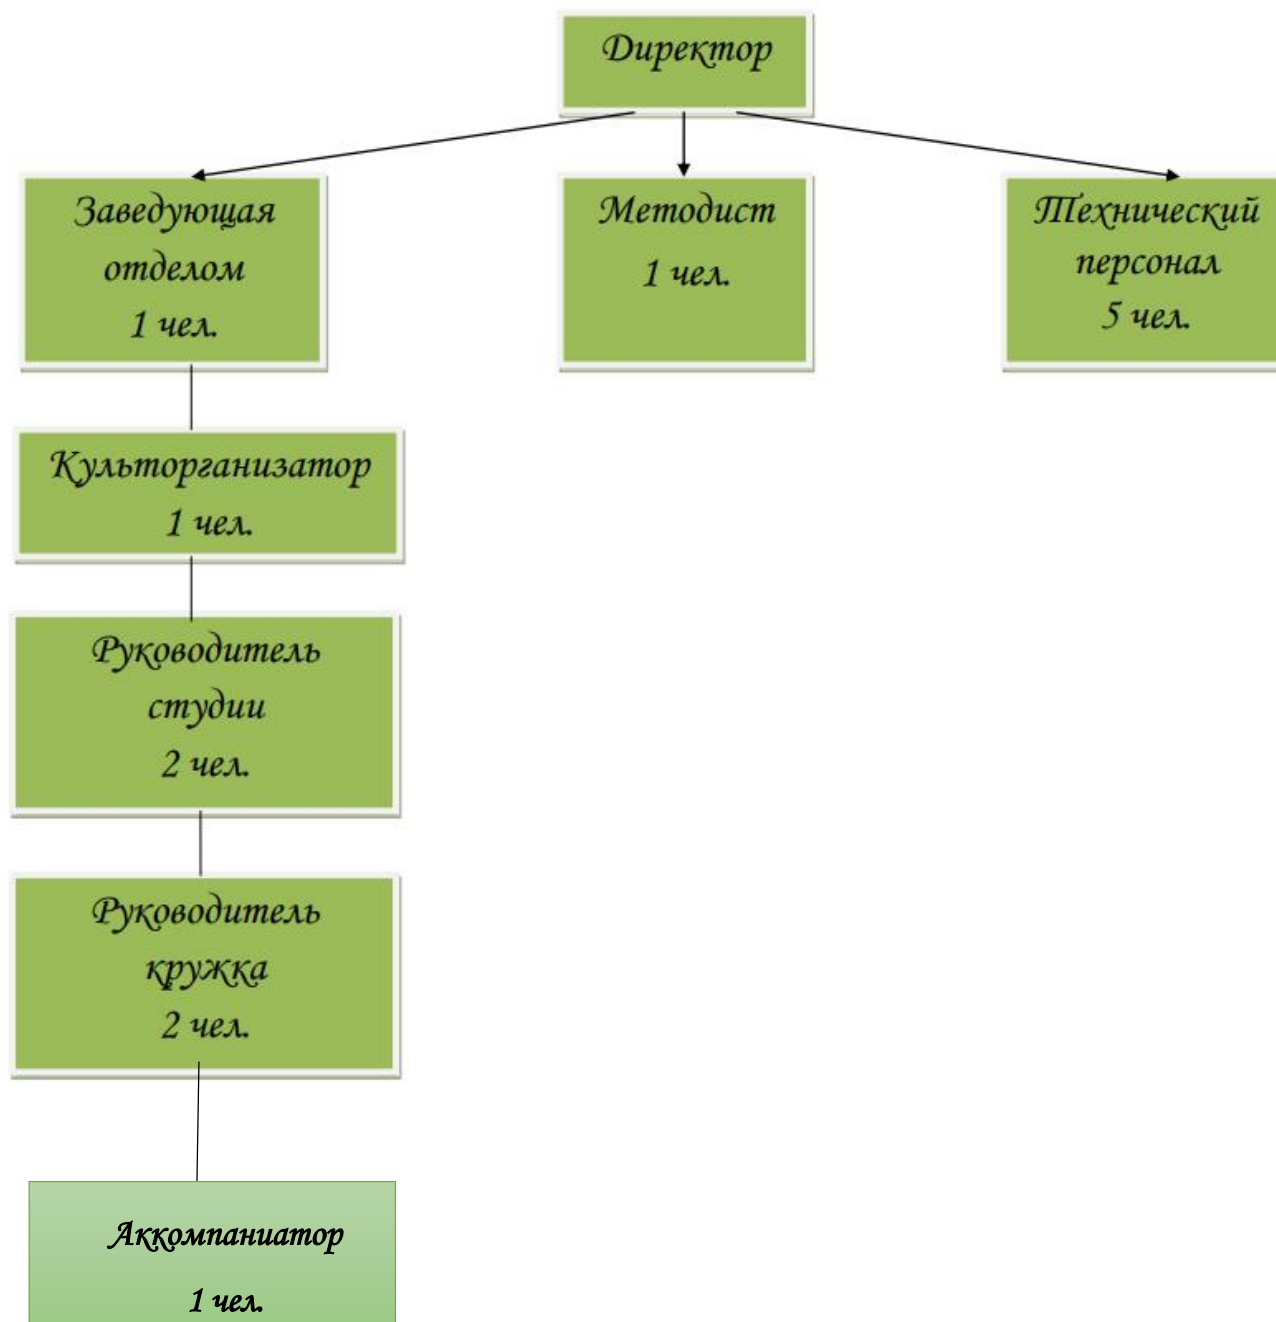 Директор
Заведующая
отделом
1 чел.
Методист
1 чел.
Технический
персонал
5 чел.
Культорганизатор
1 чел.
Руководитель
студии
2 чел.
Руководитель
кружка
2 чел.
Аккомпаниатор
1 чел.